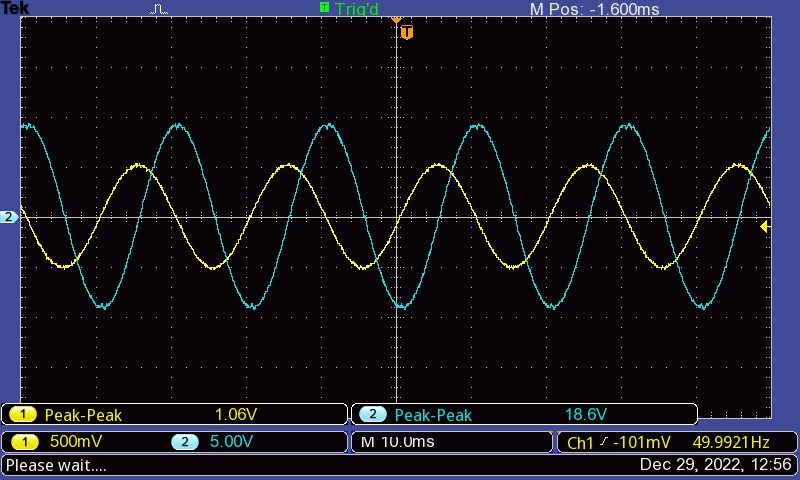 Tek Trig'd M Pos: -1.600ms
T
2
1 Peak-Peak 1.06V 2 Peak-Peak 18.6V
1 500mV 2 5.00V M 10.0ms Ch1 -101mV 49.9921Hz
Please wait.... Dec 29, 2022, 12:56